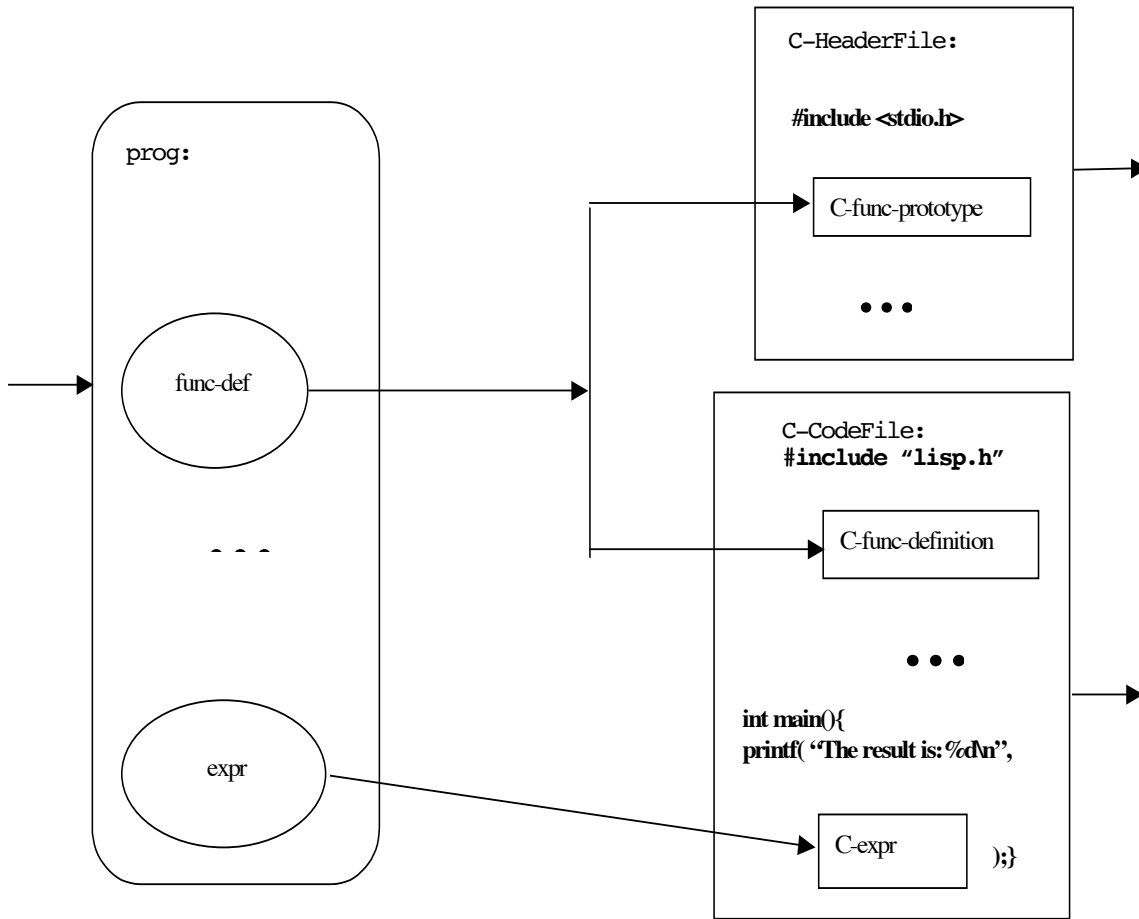 prog:
func-def
• • •
expr
C-HeaderFile:
#include <stdio.h>
C-func-prototype
• • •
C-CodeFile:
#include “lisp.h”
C-func-definition
• • •
int main(){
printf( “The result is: %d\n”,
C-expr );}